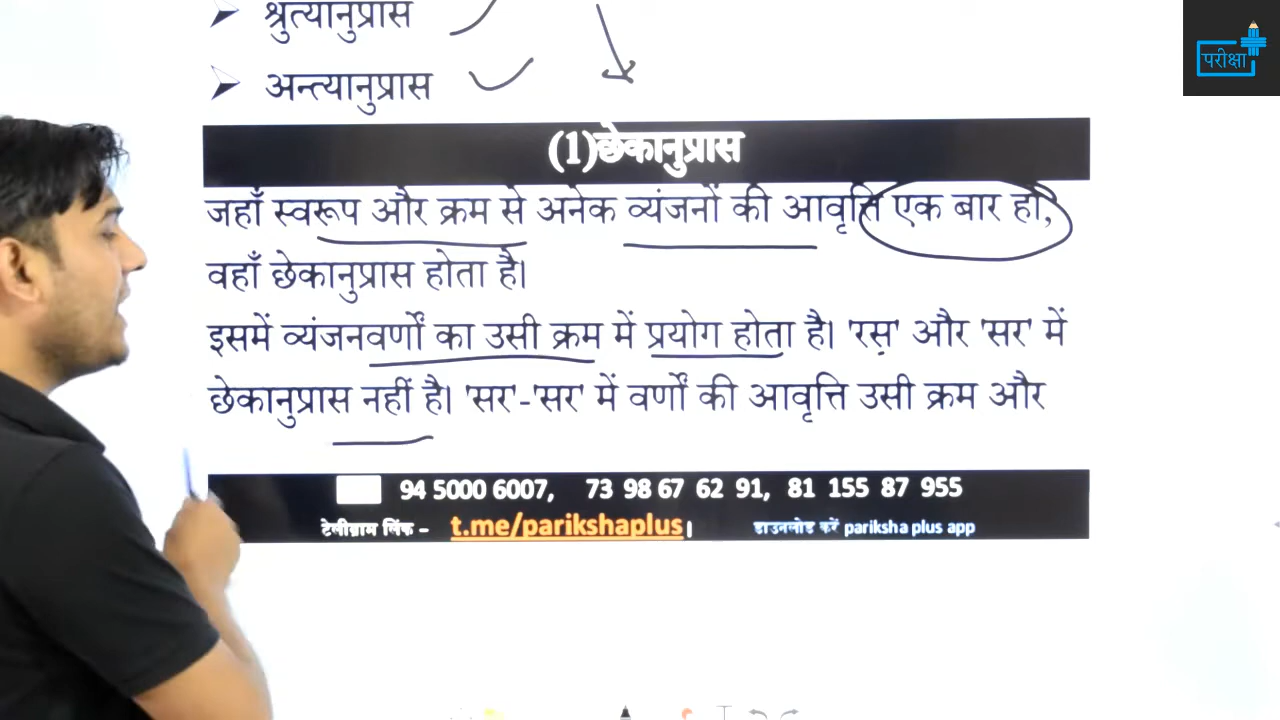 श्रुत्यानुप्रास
परीक्षा
अन्त्यानुप्रास
(1)छेकानुप्रास
जहाँ स्वरूप और क्रम से अनेक व्यंजनों की आवृति एक बार हो,
वहाँ छेकानुप्रास होता है।
इसमें व्यंजनवर्णों का उसी क्रम में प्रयोग होता है। 'रस' और 'सर' में
छेकानुप्रास नहीं है। 'सर'-'सर' में वर्णों की आवृत्ति उसी क्रम और
94 5000 6007, 73 98 67 62 91, 81 155 87 955
टेलीग्राम लिंक – t.me/parikshaplus। डाउनलोड करें pariksha plus app